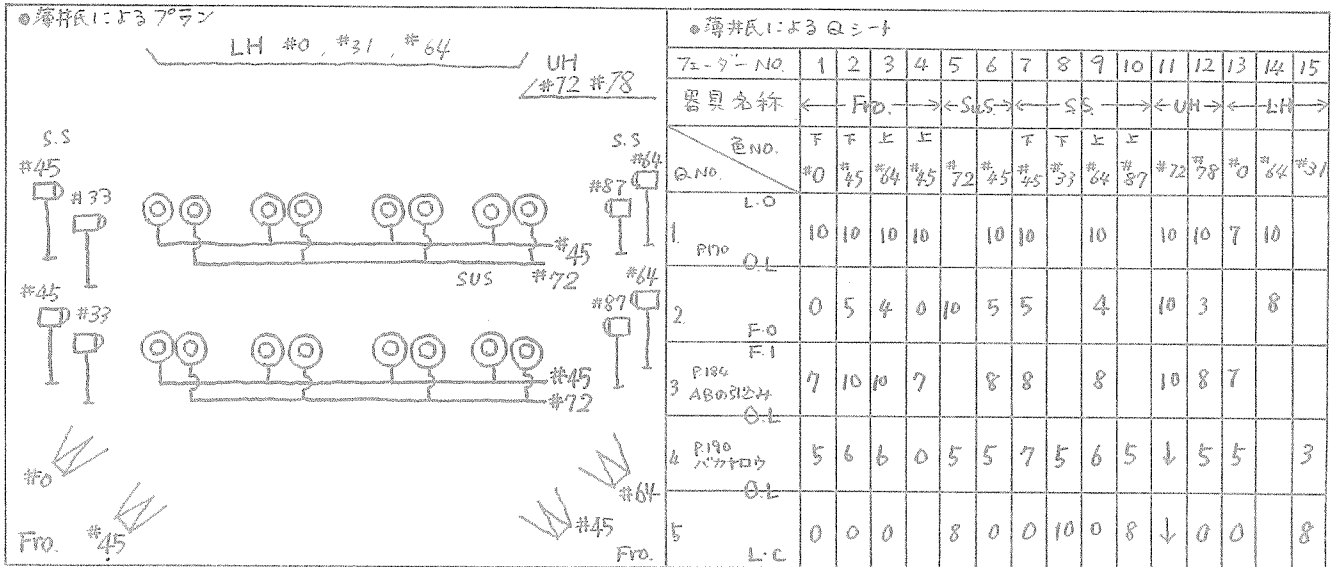 ●薄井氏によるプラン
LH #0, #31, #64
UH
#72 #78
S.S
#45
#33
S.S
#64
#87
#45
SUS #72
#45
#33
#64
#87
#45
#72
#0
#45
Fro.
#64
#45
Fro.
●薄井氏によるQシート
フェーダーNO. 1 2 3 4 5 6 7 8 9 10 11 12 13 14 15
器具名称 Fro. SuS. S.S. UH LH
色NO. 下 下 上 上 下 下 上 上
QNO. #0 #45 #64 #45 #72 #45 #45 #33 #64 #87 #72 #78 #0 #64 #31
L.O
1. P170 10 10 10 10 10 10 10 10 10 7 10
O.L
2. 0 5 4 0 10 5 5 4 10 3 8
F.O
F.I
3 P184 ABの引込み 7 10 10 7 8 8 8 10 8 7
O.L
4 P.190 バカヤロウ 5 6 6 0 5 5 7 5 6 5 ↓ 5 5 3
O.L
5 0 0 0 8 0 0 10 0 8 ↓ 0 0 8
L.C